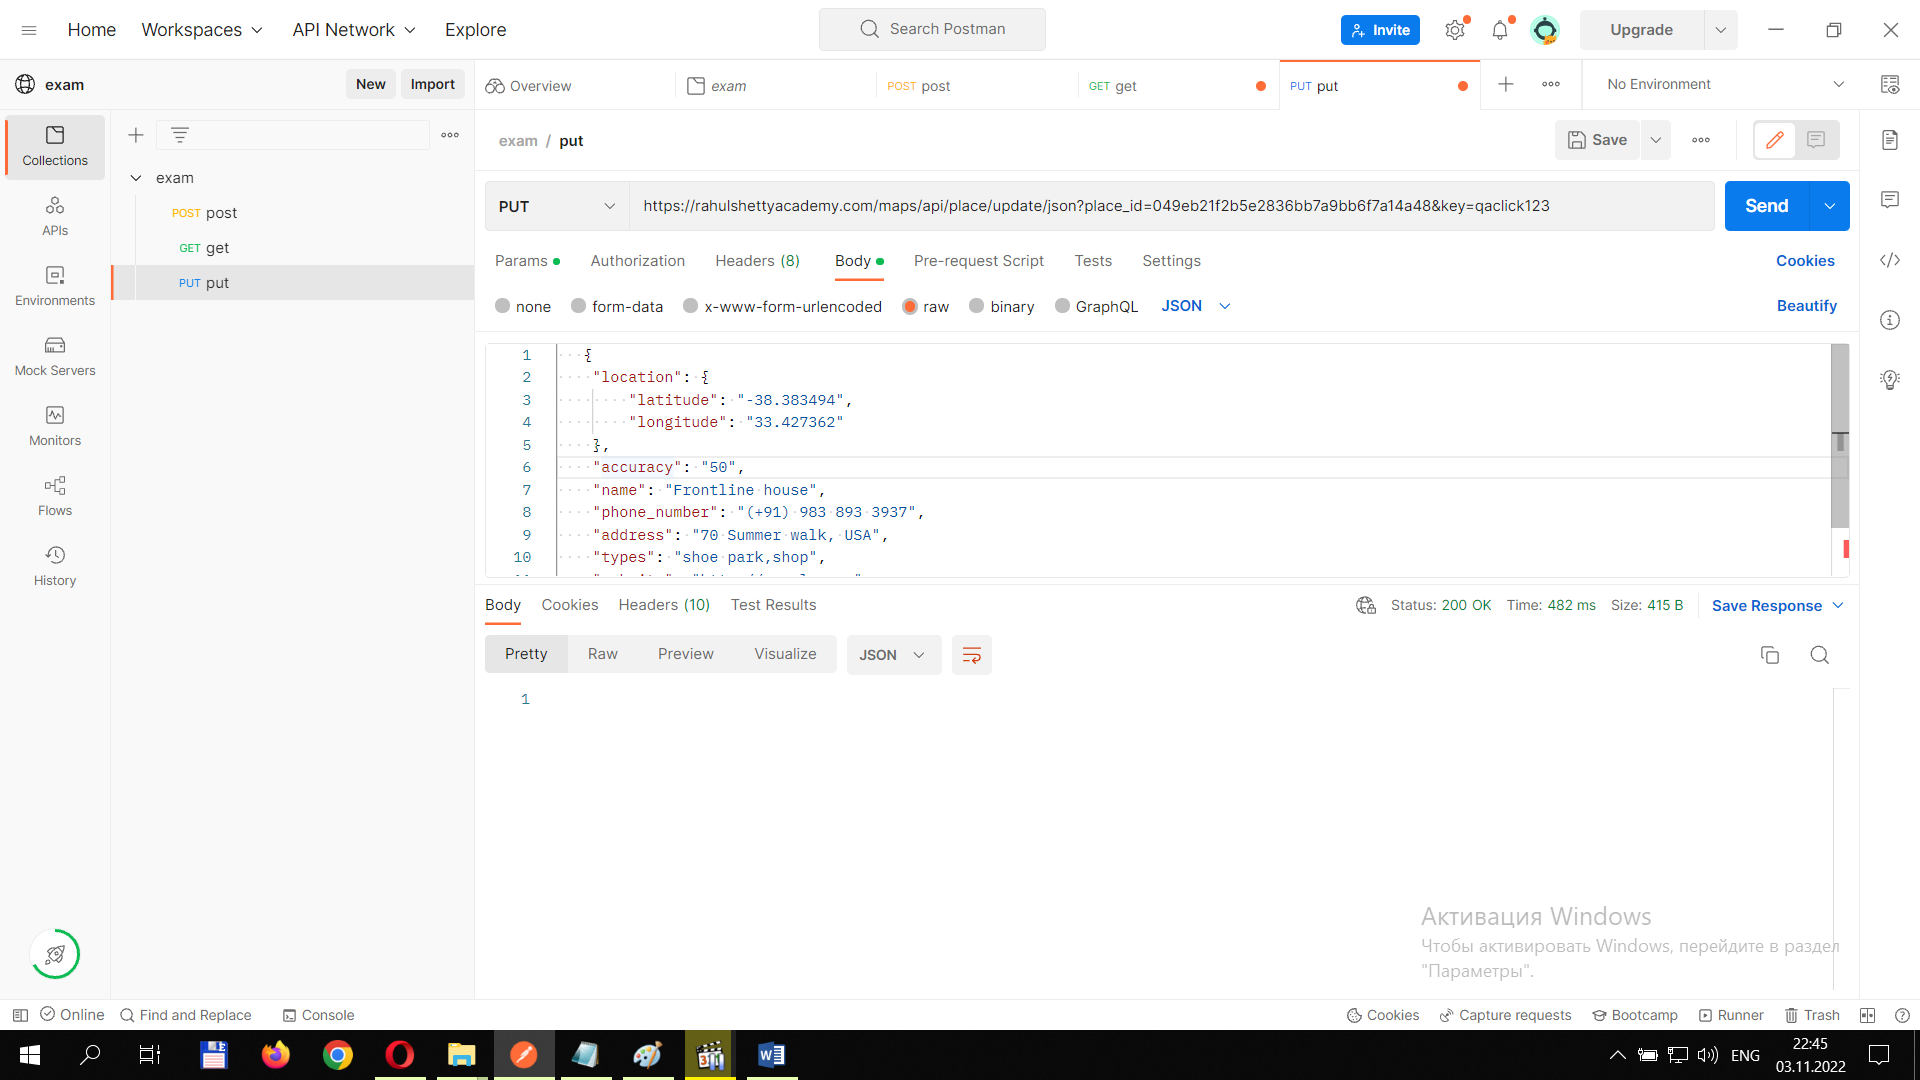 Home Workspaces API Network Explore Search Postman Invite Upgrade
exam New Import Overview exam POST post GET get PUT put No Environment
Collections
APIs
Environments
Mock Servers
Monitors
Flows
History
exam
POST post
GET get
PUT put
exam / put Save
PUT https://rahulshettyacademy.com/maps/api/place/update/json?place_id=049eb21f2b5e2836bb7a9bb6f7a14a48&key=qaclick123 Send
Params Authorization Headers (8) Body Pre-request Script Tests Settings Cookies
none form-data x-www-form-urlencoded raw binary GraphQL JSON Beautify
1 {
2 "location": {
3 "latitude": "-38.383494",
4 "longitude": "33.427362"
5 },
6 "accuracy": "50",
7 "name": "Frontline house",
8 "phone_number": "(+91) 983 893 3937",
9 "address": "70 Summer walk, USA",
10 "types": "shoe park,shop",
Body Cookies Headers (10) Test Results Status: 200 OK Time: 482 ms Size: 415 B Save Response
Pretty Raw Preview Visualize JSON
1
Активация Windows
Чтобы активировать Windows, перейдите в раздел
"Параметры".
Online Find and Replace Console Cookies Capture requests Bootcamp Runner Trash
ENG 22:45
03.11.2022